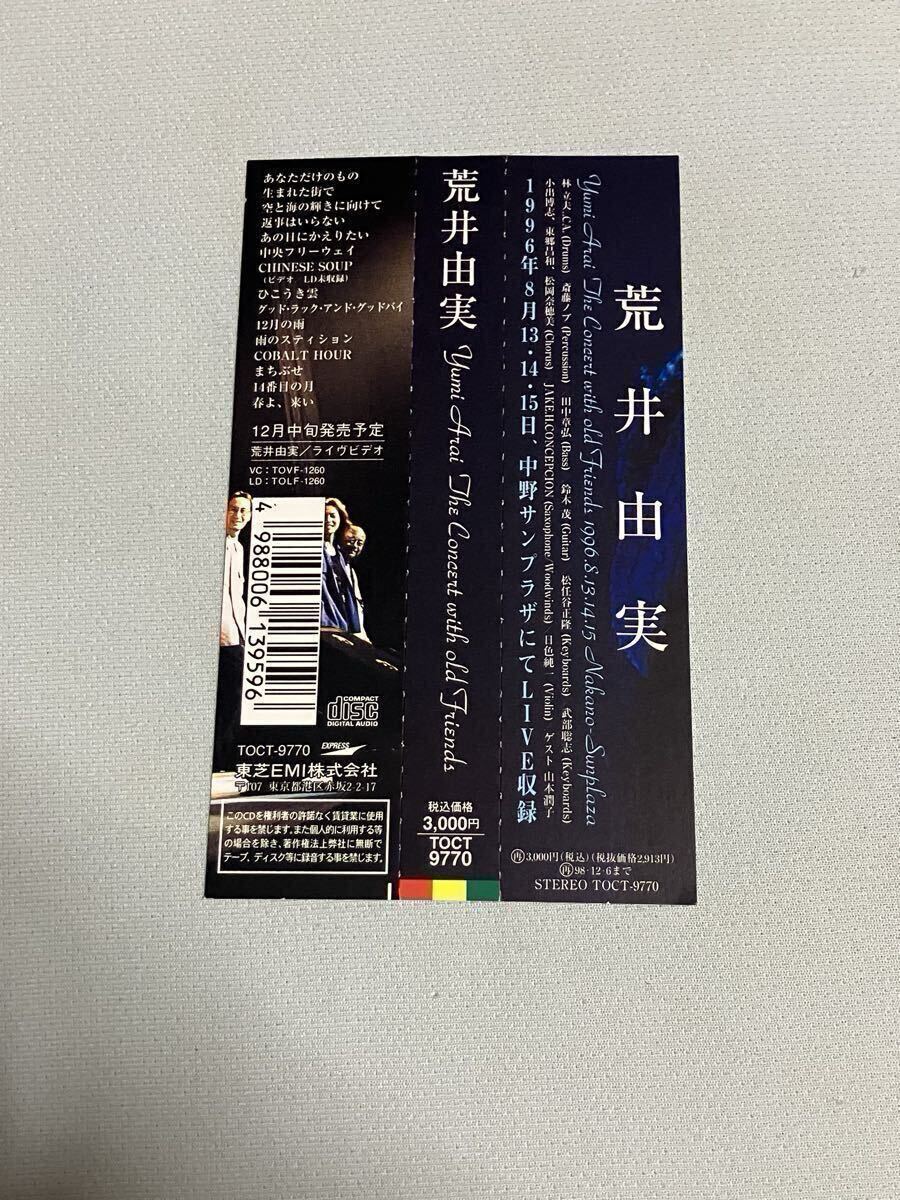 あなただけのもの
生まれた街で
空と海の輝きに向けて
返事はいらない
あの日にかえりたい
中央フリーウェイ
CHINESE SOUP
(ビデオ/LD未収録)
ひこうき雲
グッド・ラック・アンド・グッドバイ
12月の雨
雨のスティション
COBALT HOUR
まちぶせ
14番目の月
春よ、来い
12月中旬発売予定
荒井由実/ライヴビデオ
VC:TOVF-1260
LD:TOLF-1260
4 988006 139596
COMPACT
disc
DIGITAL AUDIO
TOCT-9770
EXPRESS
東芝EMI株式会社
〒107 東京都港区赤坂2-2-17
このCDを権利者の許諾なく賃貸業に使用
する事を禁じます。また個人的に利用する等
の場合を除き、著作権法上弊社に無断で
テープ、ディスク等に録音する事を禁じます。
荒井由実 Yumi Arai The Concert with old Friends
税込価格
3,000円
TOCT
9770
荒井由実
Yumi Arai The Concert with old Friends 1996.8.13.14.15 Nakano-Sunplaza
林 立夫,CA. (Drums) 斎藤ノブ (Percussion) 田中章弘 (Bass) 鈴木 茂 (Guitar) 松任谷正隆 (Keyboards) 武部聡志 (Keyboards)
小出博志、東郷昌和、松岡奈穂美 (Chorus) JAKE.H.CONCEPCION (Saxophone/Woodwinds) 日色純一 (Violin) ゲスト 山本潤子
1996年8月13・14・15日、中野サンプラザにてLIVE収録
再3,000円(税込)(税抜価格2,913円)
再98・12・6まで
STEREO TOCT-9770